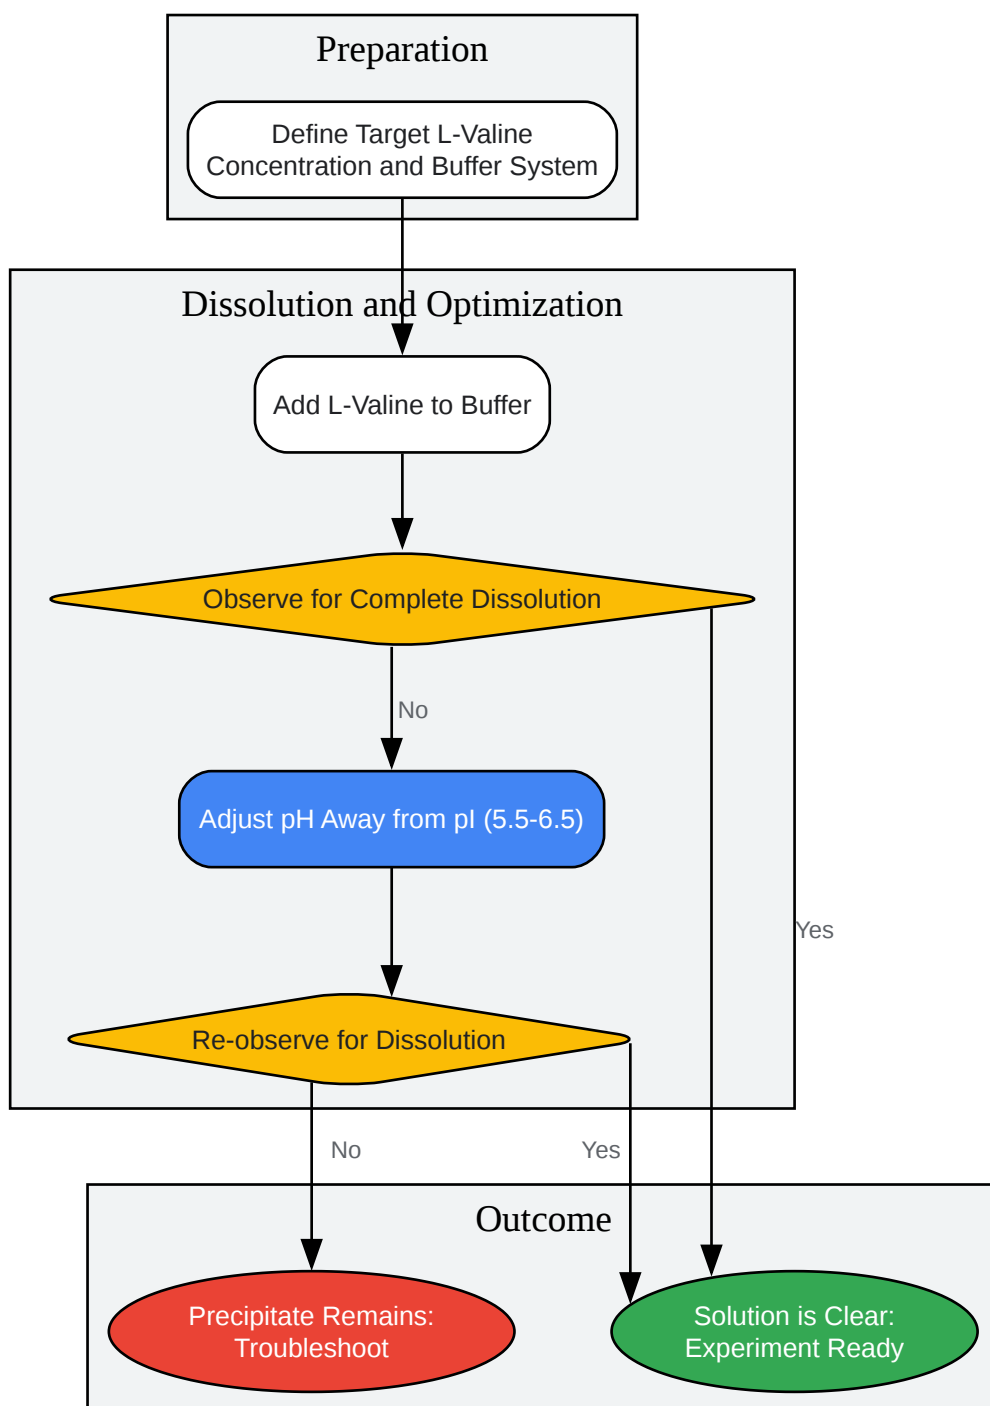 Preparation
Define Target L-Valine
Concentration and Buffer System
Dissolution and Optimization
Add L-Valine to Buffer
Observe for Complete Dissolution
No
Adjust pH Away from pI (5.5-6.5)
Yes
Re-observe for Dissolution
No
Yes
Outcome
Precipitate Remains:
Troubleshoot
Solution is Clear:
Experiment Ready